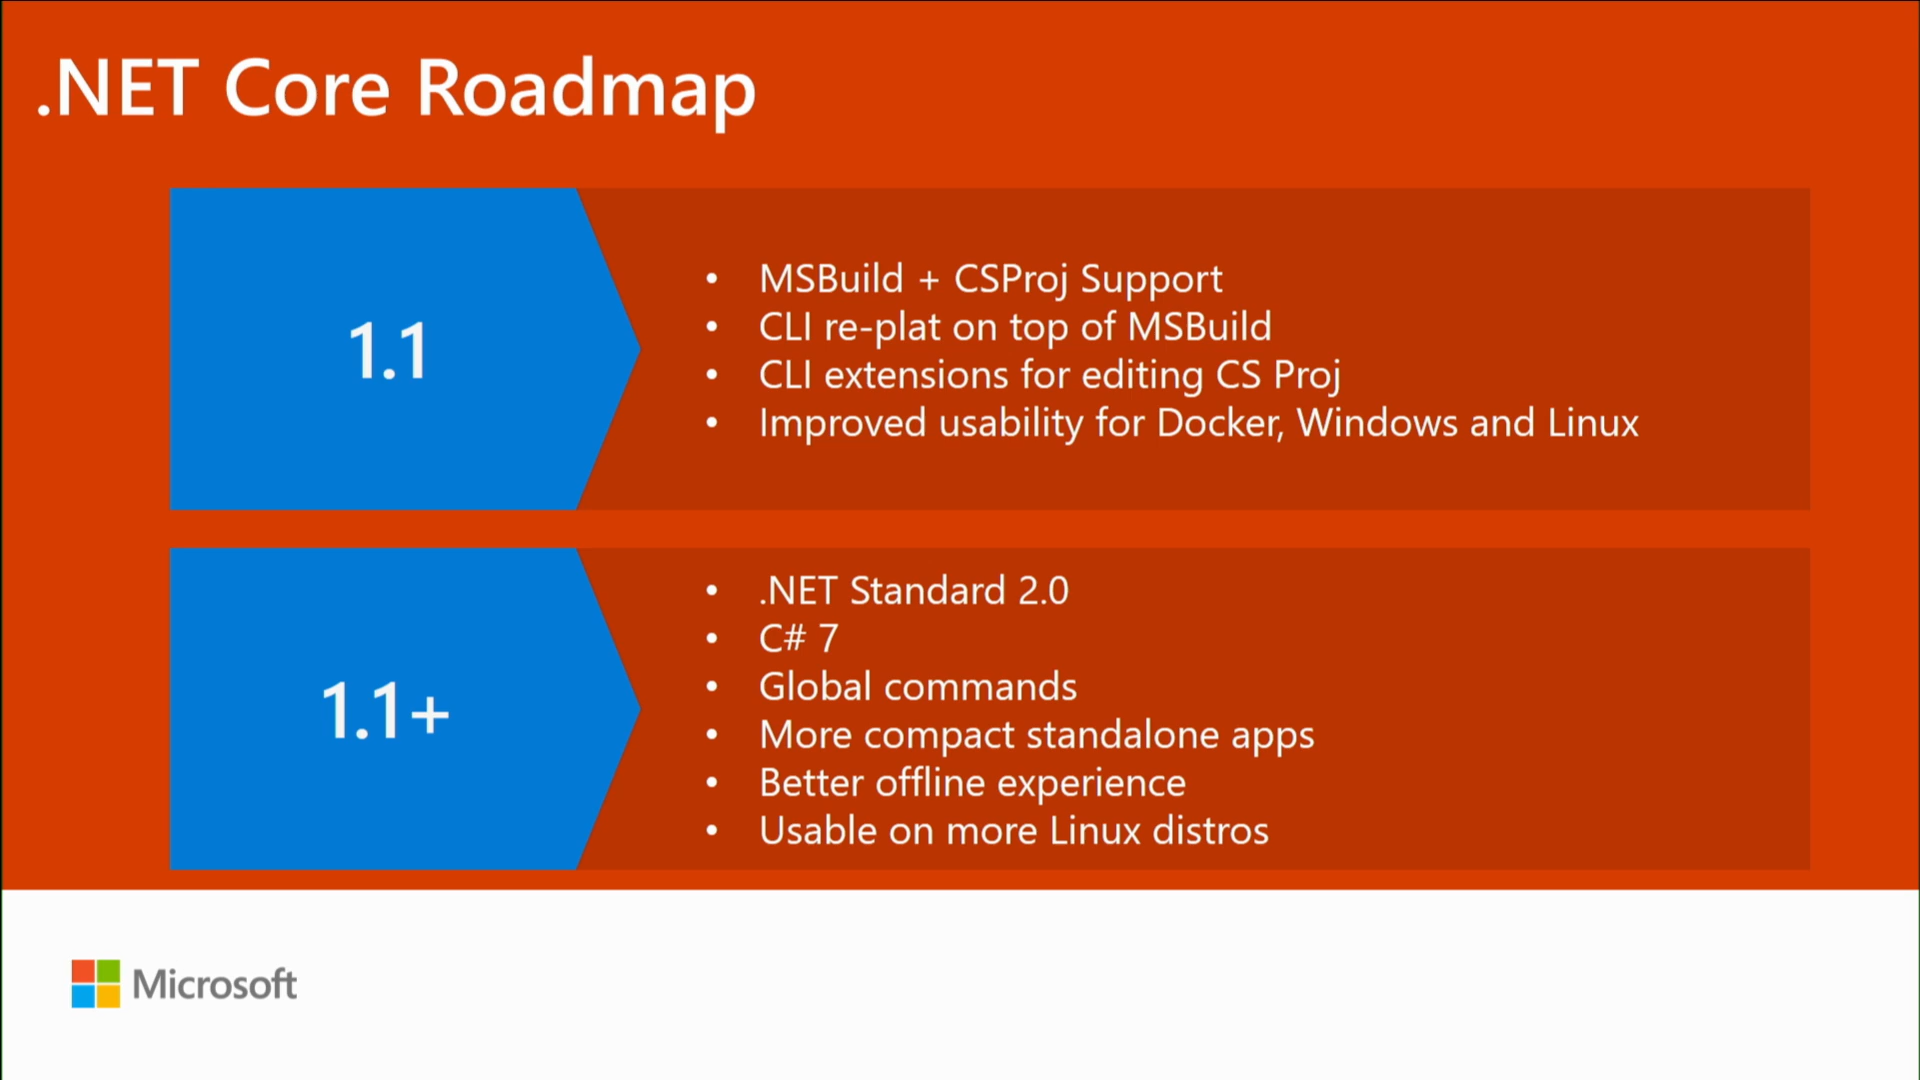 .NET Core Roadmap
1.1
• MSBuild + CSProj Support
• CLI re-plat on top of MSBuild
• CLI extensions for editing CS Proj
• Improved usability for Docker, Windows and Linux
1.1+
• .NET Standard 2.0
• C# 7
• Global commands
• More compact standalone apps
• Better offline experience
• Usable on more Linux distros
Microsoft